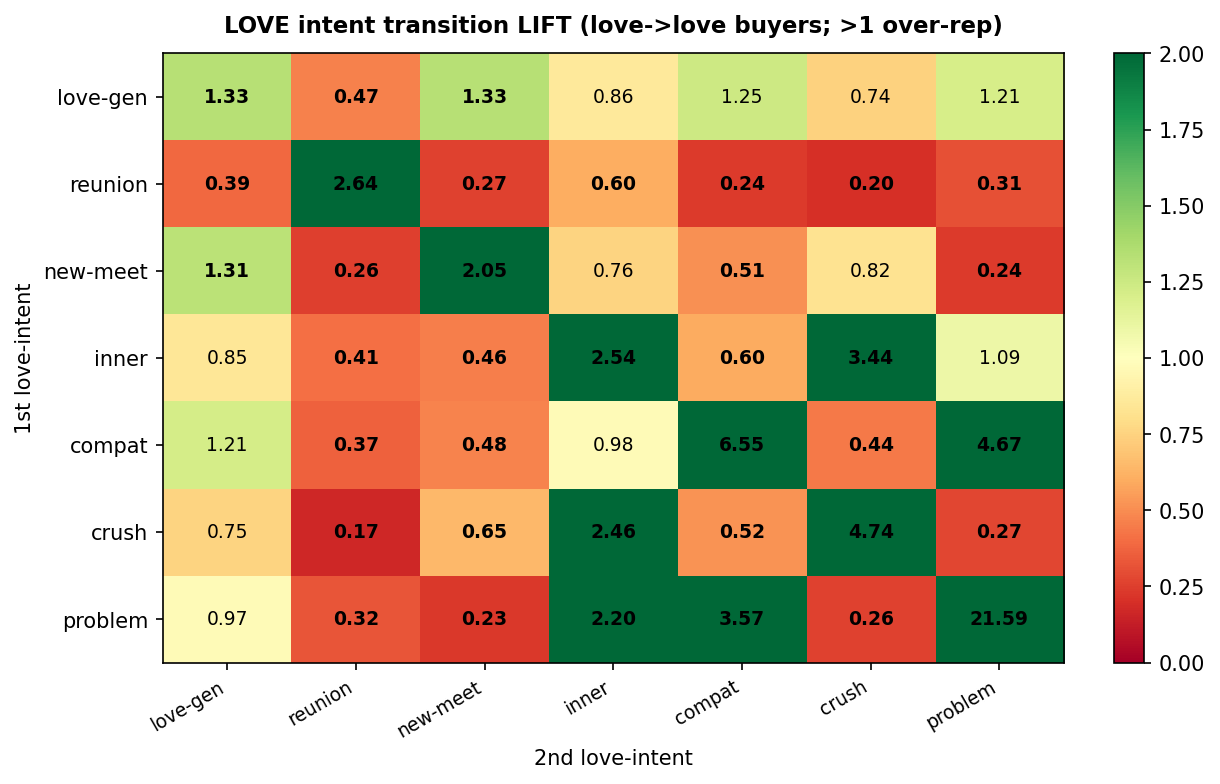 LOVE intent transition LIFT (love->love buyers; >1 over-rep)
love-gen 1.33 0.47 1.33 0.86 1.25 0.74 1.21
reunion 0.39 2.64 0.27 0.60 0.24 0.20 0.31
new-meet 1.31 0.26 2.05 0.76 0.51 0.82 0.24
inner 0.85 0.41 0.46 2.54 0.60 3.44 1.09
compat 1.21 0.37 0.48 0.98 6.55 0.44 4.67
crush 0.75 0.17 0.65 2.46 0.52 4.74 0.27
problem 0.97 0.32 0.23 2.20 3.57 0.26 21.59
love-gen reunion new-meet inner compat crush problem
2nd love-intent
1st love-intent
2.00
1.75
1.50
1.25
1.00
0.75
0.50
0.25
0.00